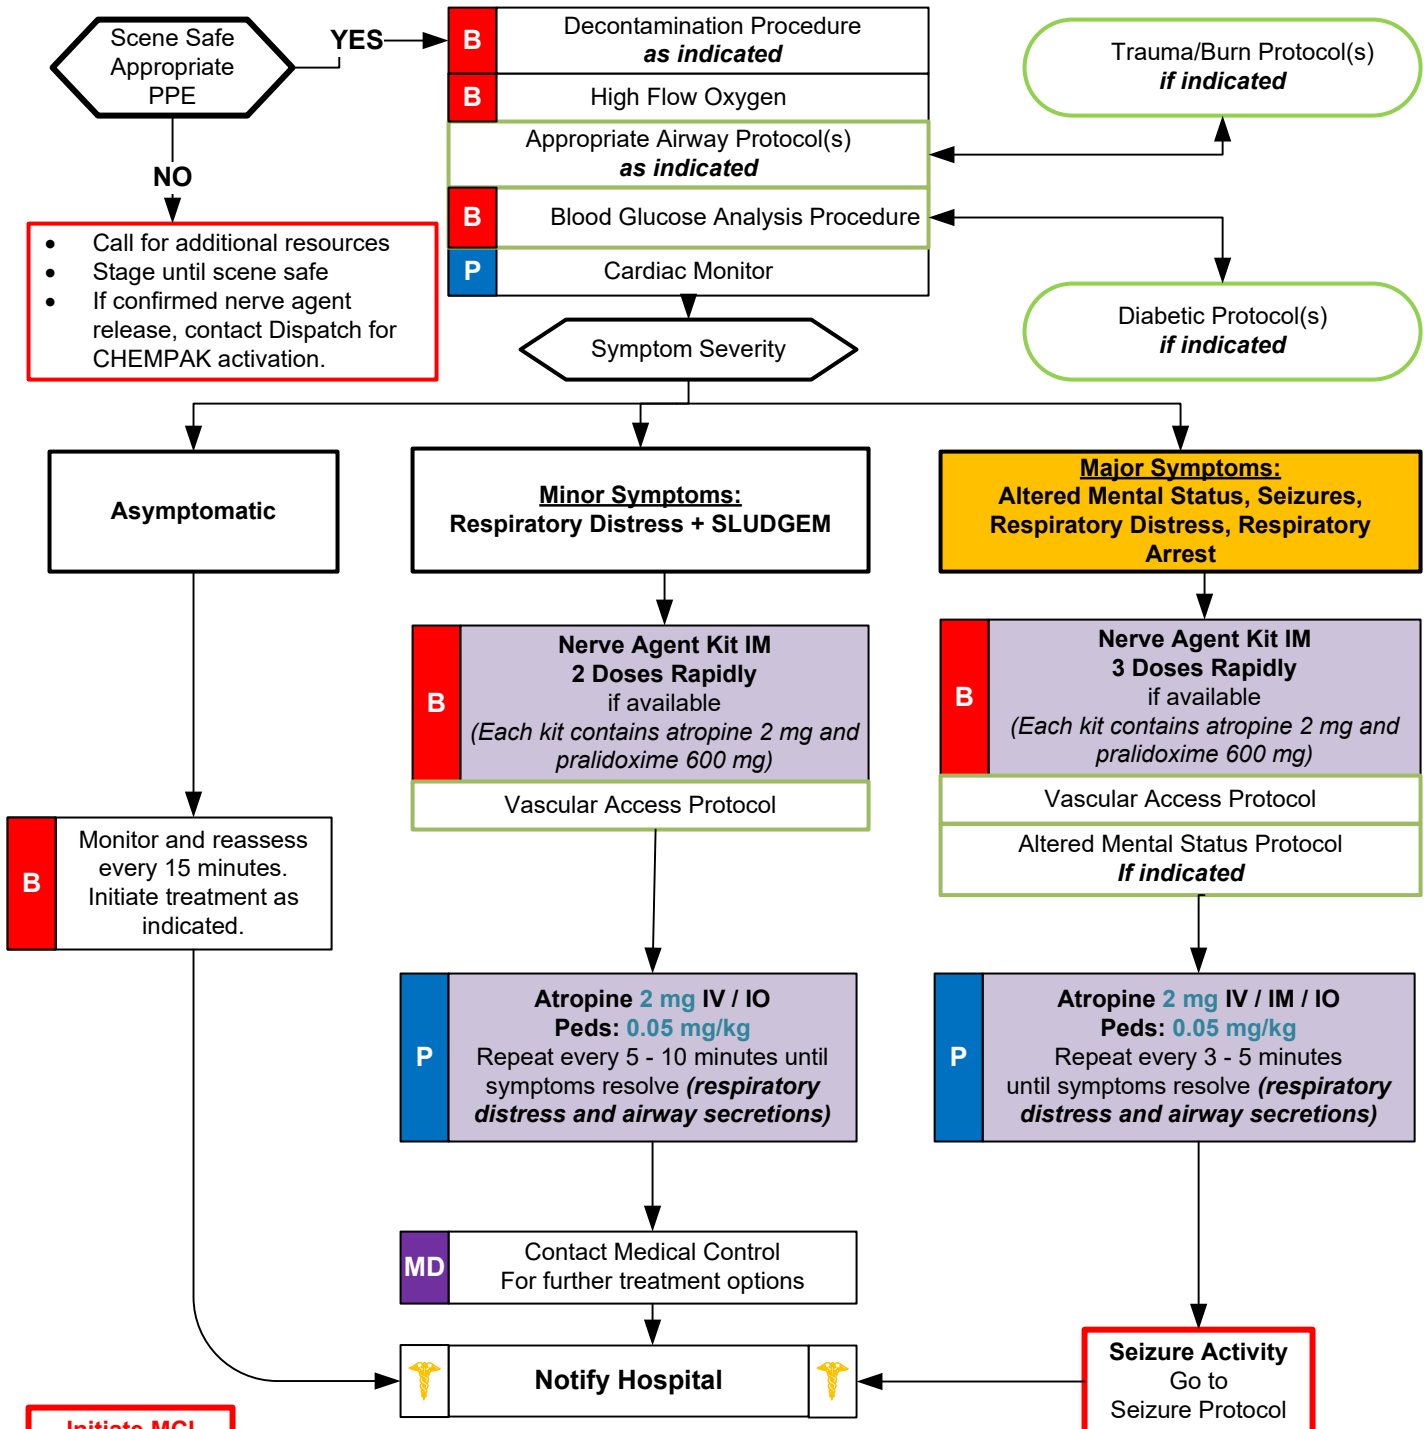 Scene Safe
Appropriate
PPE
YES
NO
• Call for additional resources
• Stage until scene safe
• If confirmed nerve agent
release, contact Dispatch for
CHEMPAK activation.
B
Decontamination Procedure
as indicated
B
High Flow Oxygen
Appropriate Airway Protocol(s)
as indicated
B
Blood Glucose Analysis Procedure
P
Cardiac Monitor
Trauma/Burn Protocol(s)
if indicated
Diabetic Protocol(s)
if indicated
Symptom Severity
Asymptomatic
B
Monitor and reassess
every 15 minutes.
Initiate treatment as
indicated.
Minor Symptoms:
Respiratory Distress + SLUDGEM
B
Nerve Agent Kit IM
2 Doses Rapidly
if available
(Each kit contains atropine 2 mg and
pralidoxime 600 mg)
Vascular Access Protocol
P
Atropine 2 mg IV / IO
Peds: 0.05 mg/kg
Repeat every 5 - 10 minutes until
symptoms resolve (respiratory
distress and airway secretions)
MD
Contact Medical Control
For further treatment options
Notify Hospital
Major Symptoms:
Altered Mental Status, Seizures,
Respiratory Distress, Respiratory
Arrest
B
Nerve Agent Kit IM
3 Doses Rapidly
if available
(Each kit contains atropine 2 mg and
pralidoxime 600 mg)
Vascular Access Protocol
Altered Mental Status Protocol
If indicated
P
Atropine 2 mg IV / IM / IO
Peds: 0.05 mg/kg
Repeat every 3 - 5 minutes
until symptoms resolve (respiratory
distress and airway secretions)
Seizure Activity
Go to
Seizure Protocol
Initiate MCI